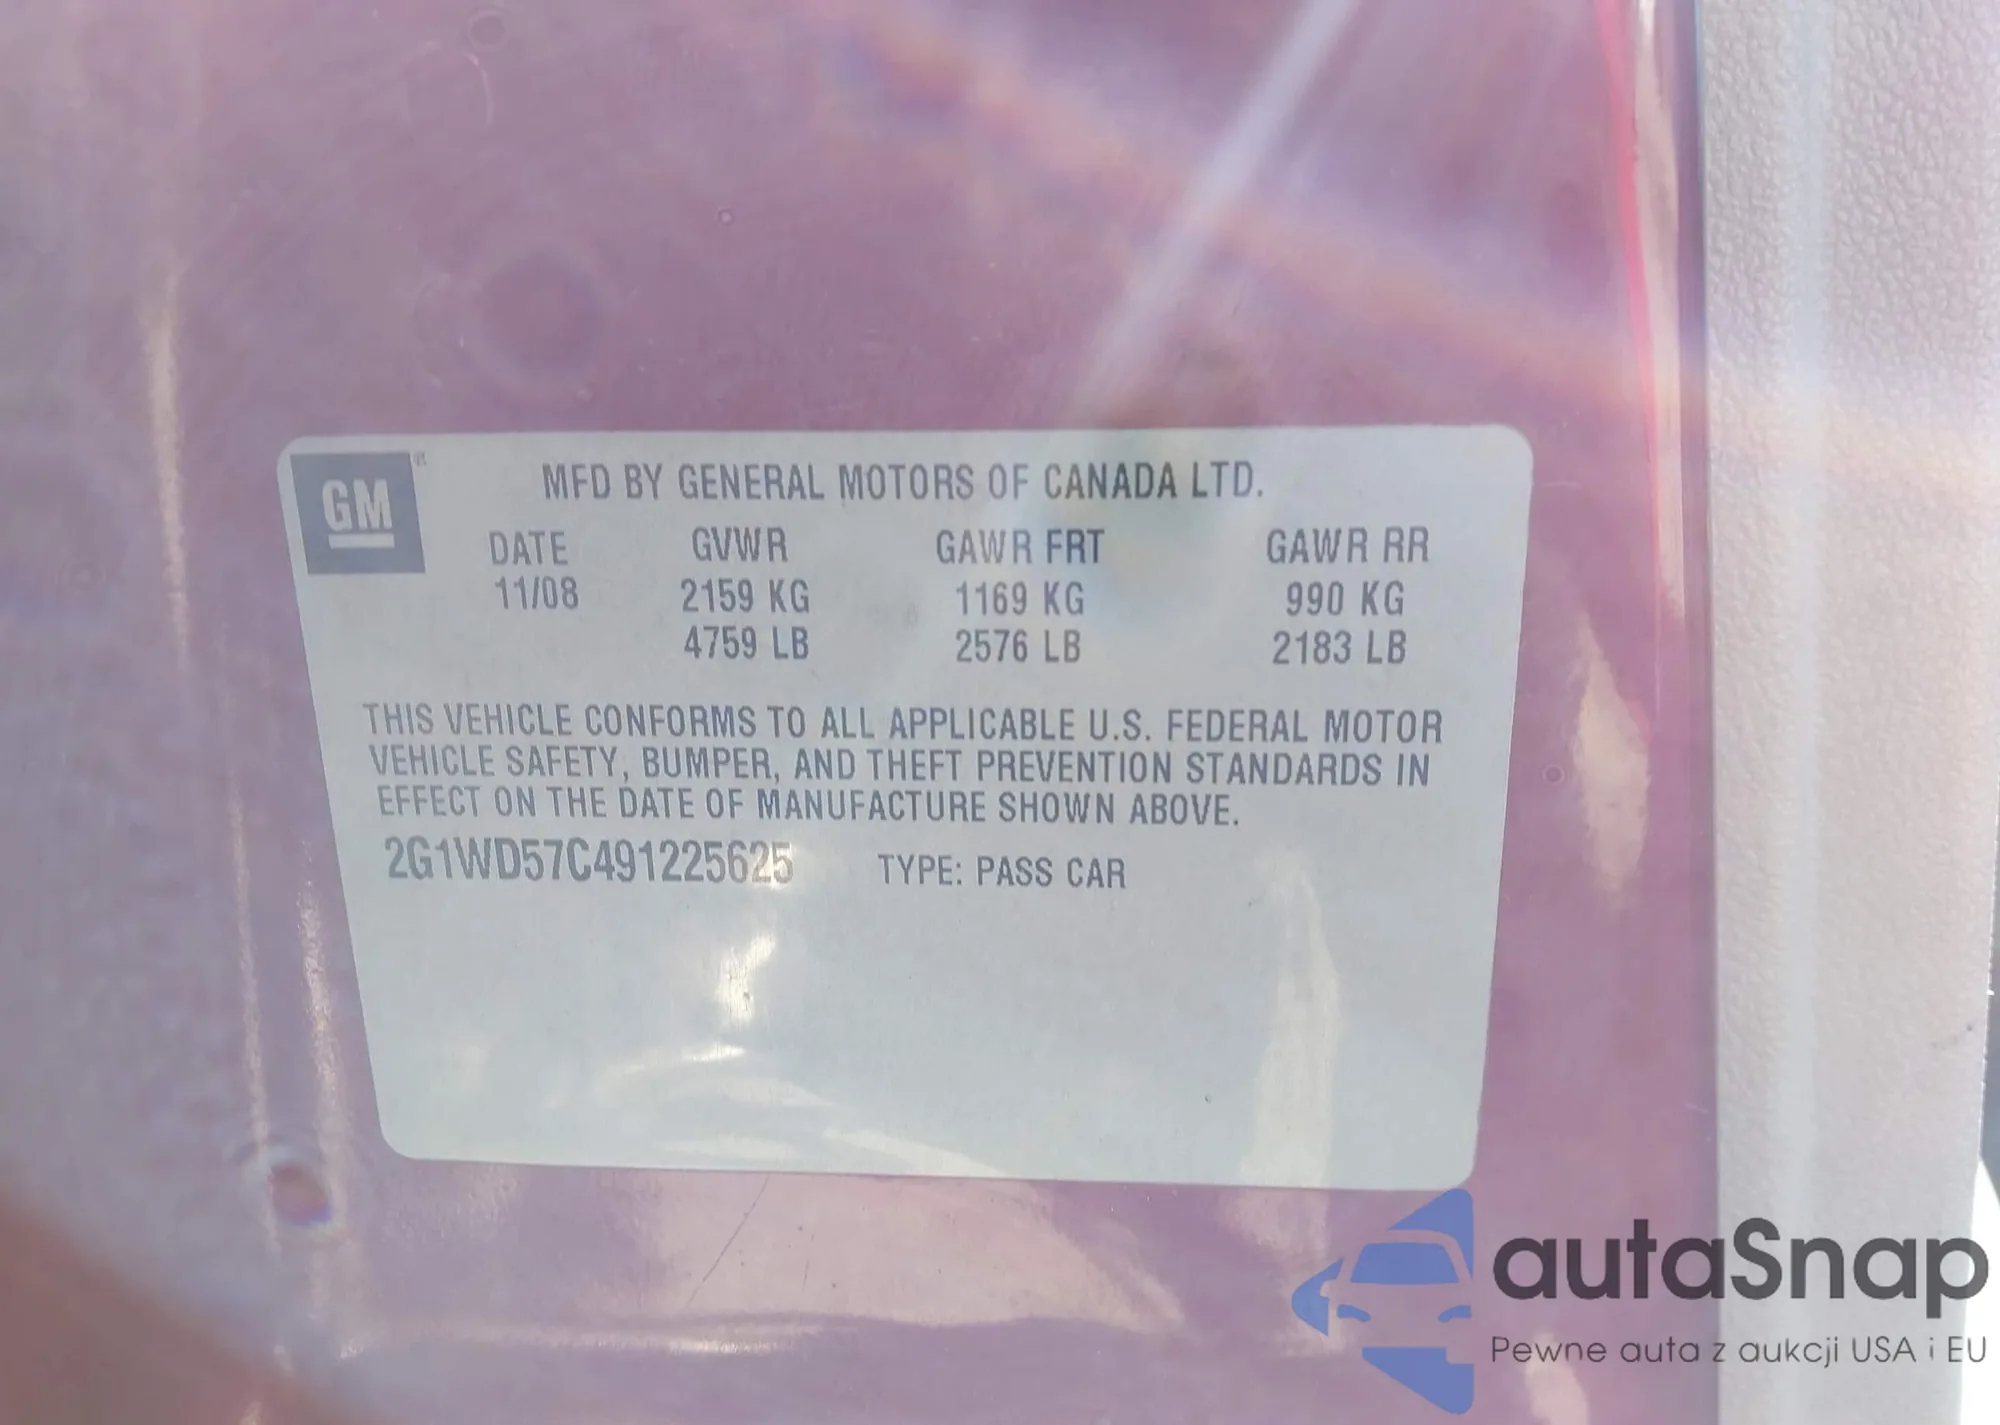 GM
MFD BY GENERAL MOTORS OF CANADA LTD.
DATE GVWR GAWR FRT GAWR RR
11/08 2159 KG 1169 KG 990 KG
4759 LB 2576 LB 2183 LB
THIS VEHICLE CONFORMS TO ALL APPLICABLE U.S. FEDERAL MOTOR
VEHICLE SAFETY, BUMPER, AND THEFT PREVENTION STANDARDS IN
EFFECT ON THE DATE OF MANUFACTURE SHOWN ABOVE.
2G1WD57C491225625 TYPE: PASS CAR
autaSnap
Pewne auta z aukcji USA i EU